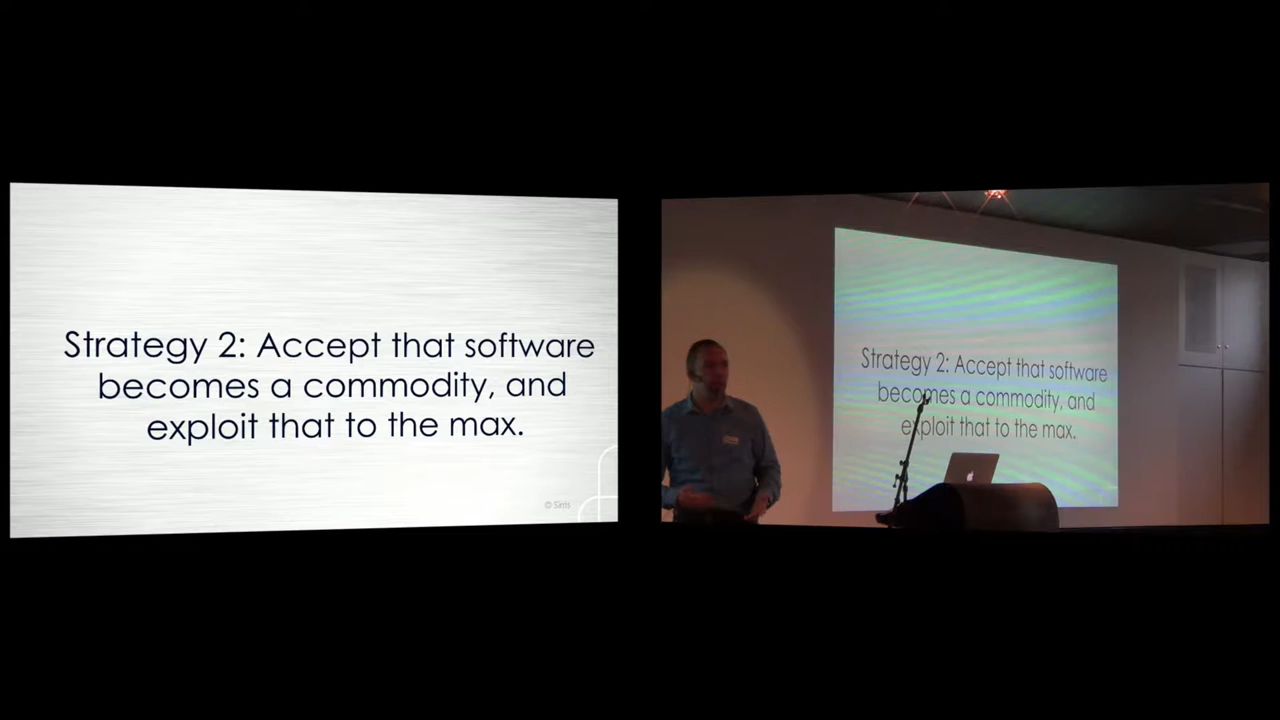 Strategy 2: Accept that software
becomes a commodity, and
exploit that to the max.
© Sirris
Strategy 2: Accept that software
becomes a commodity, and
exploit that to the max.